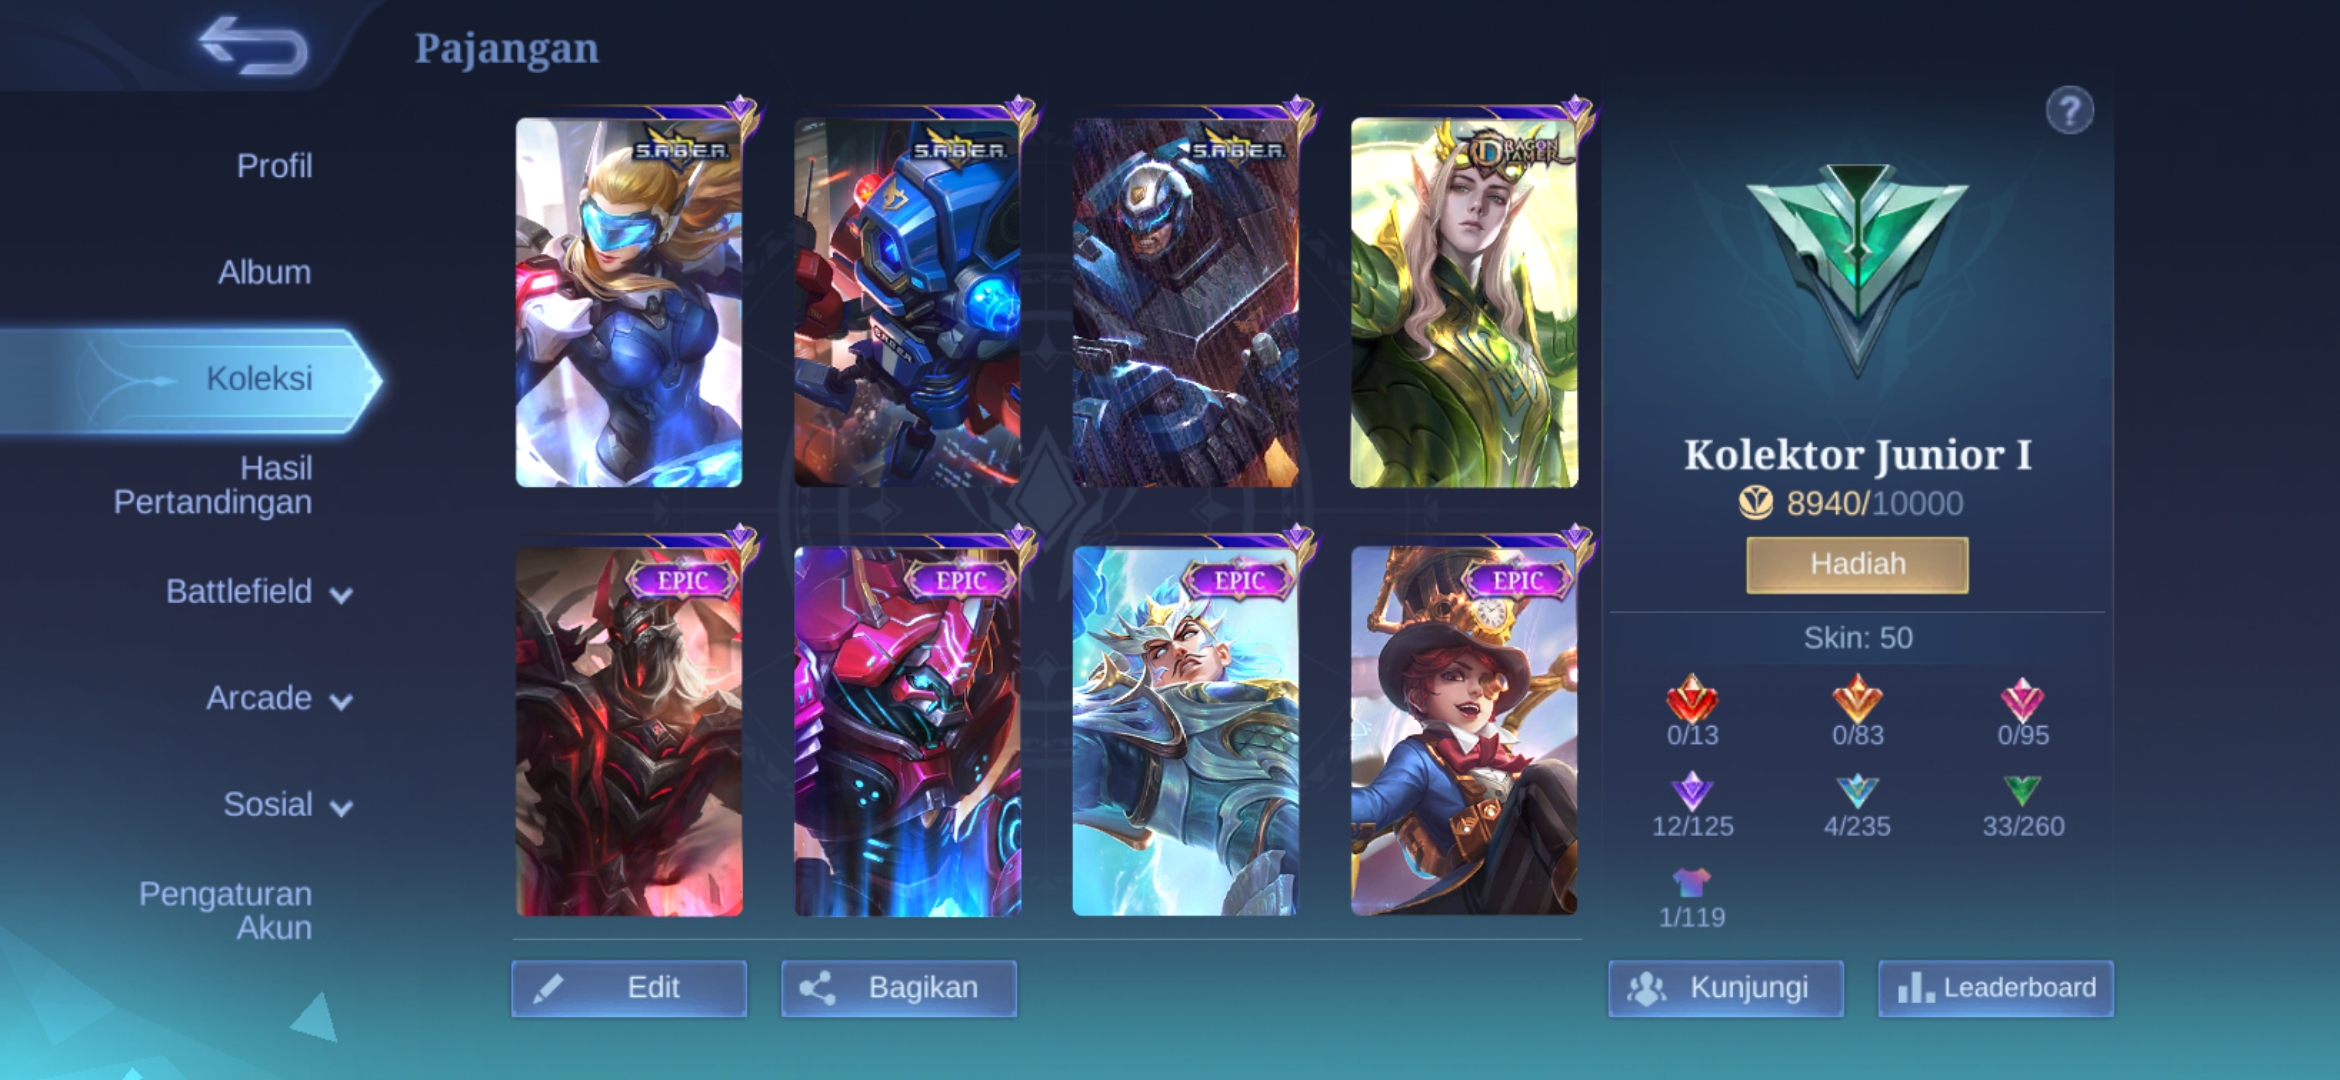 Pajangan
Profil
Album
Koleksi
Hasil
Pertandingan
Battlefield
Arcade
Sosial
Pengaturan
Akun
S.A.B.E.R.
S.A.B.E.R.
S.A.B.E.R.
DRAGON
TAMER
S.A.B.E.R.
EPIC
EPIC
EPIC
EPIC
Edit
Bagikan
?
Kolektor Junior I
8940/10000
Hadiah
Skin: 50
0/13
0/83
0/95
12/125
4/235
33/260
1/119
Kunjungi
Leaderboard